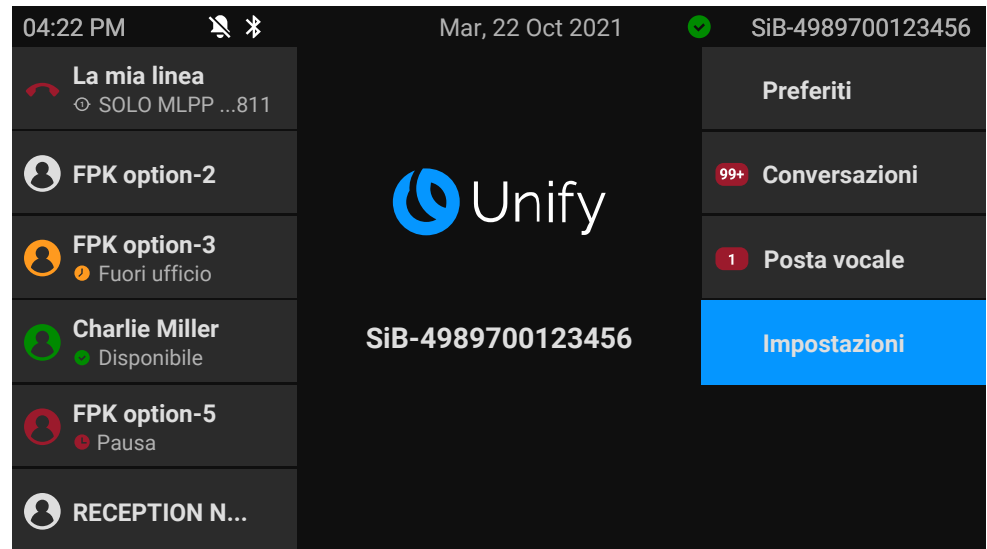 04:22 PM
Mar, 22 Oct 2021
SiB-4989700123456
La mia linea
SOLO MLPP ...811
FPK option-2
FPK option-3
Fuori ufficio
Charlie Miller
Disponibile
FPK option-5
Pausa
RECEPTION N...
Unify
SiB-4989700123456
Preferiti
99+ Conversazioni
1 Posta vocale
Impostazioni